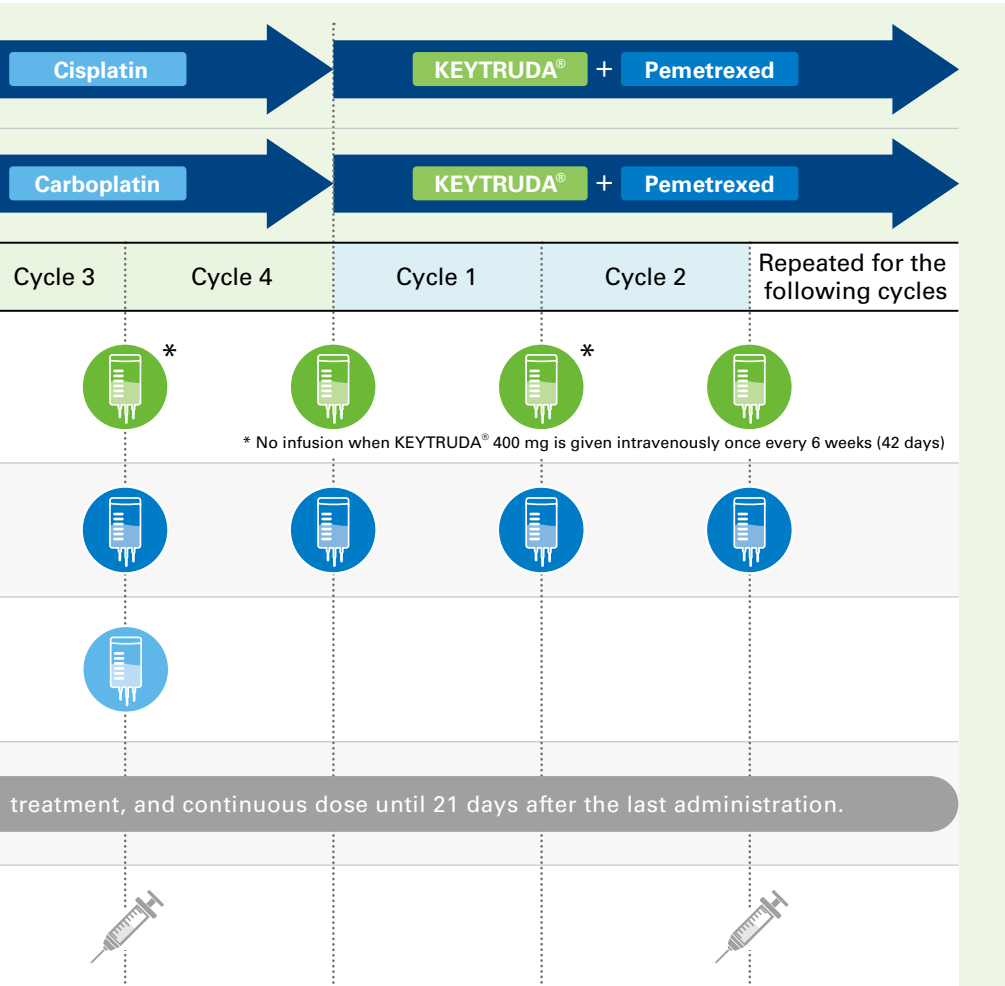 Cisplatin
KEYTRUDA® + Pemetrexed
Carboplatin
KEYTRUDA® + Pemetrexed
Cycle 3
Cycle 4
Cycle 1
Cycle 2
Repeated for the
following cycles
*
*
* No infusion when KEYTRUDA® 400 mg is given intravenously once every 6 weeks (42 days)
treatment, and continuous dose until 21 days after the last administration.